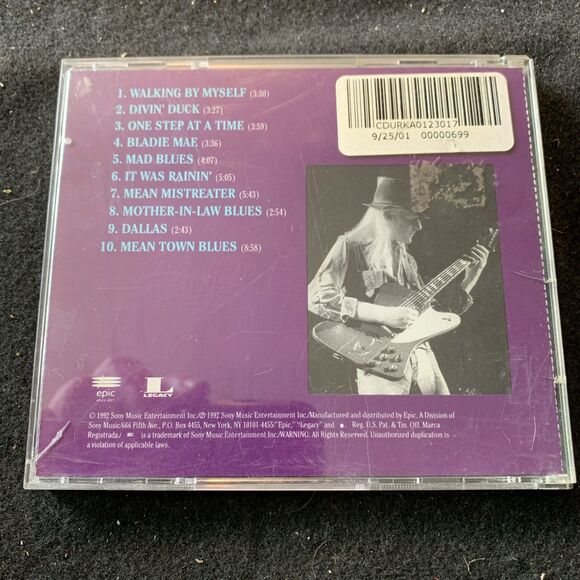 1. WALKING BY MYSELF (3:30)
2. DIVIN' DUCK (3:27)
3. ONE STEP AT A TIME (3:59)
4. BLADIE MAE (3:36)
5. MAD BLUES (4:07)
6. IT WAS RAININ' (5:05)
7. MEAN MISTREATER (5:43)
8. MOTHER-IN-LAW BLUES (2:54)
9. DALLAS (2:43)
10. MEAN TOWN BLUES (8:58)
CDURKA0123017
9/25/01 00000699
epic
L
LEGACY
© 1992 Sony Music Entertainment Inc./℗ 1992 Sony Music Entertainment Inc./Manufactured and distributed by Epic, A Division of
Sony Music/666 Fifth Ave., P.O. Box 4455, New York, NY 10101-4455/"Epic," "Legacy" and Reg. U.S. Pat. & Tm. Off. Marca
Registrada./ is a trademark of Sony Music Entertainment Inc./WARNING: All Rights Reserved. Unauthorized duplication is
a violation of applicable laws.